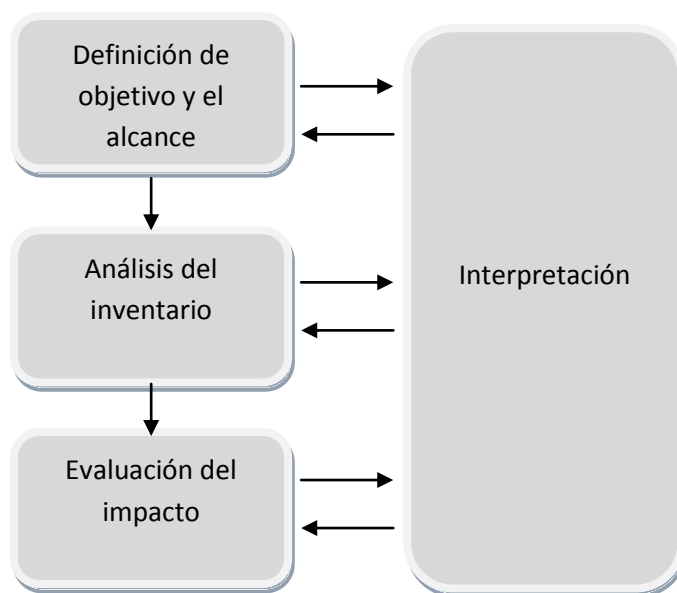 Definición de
objetivo y el
alcance
Análisis del
inventario
Evaluación del
impacto
Interpretación